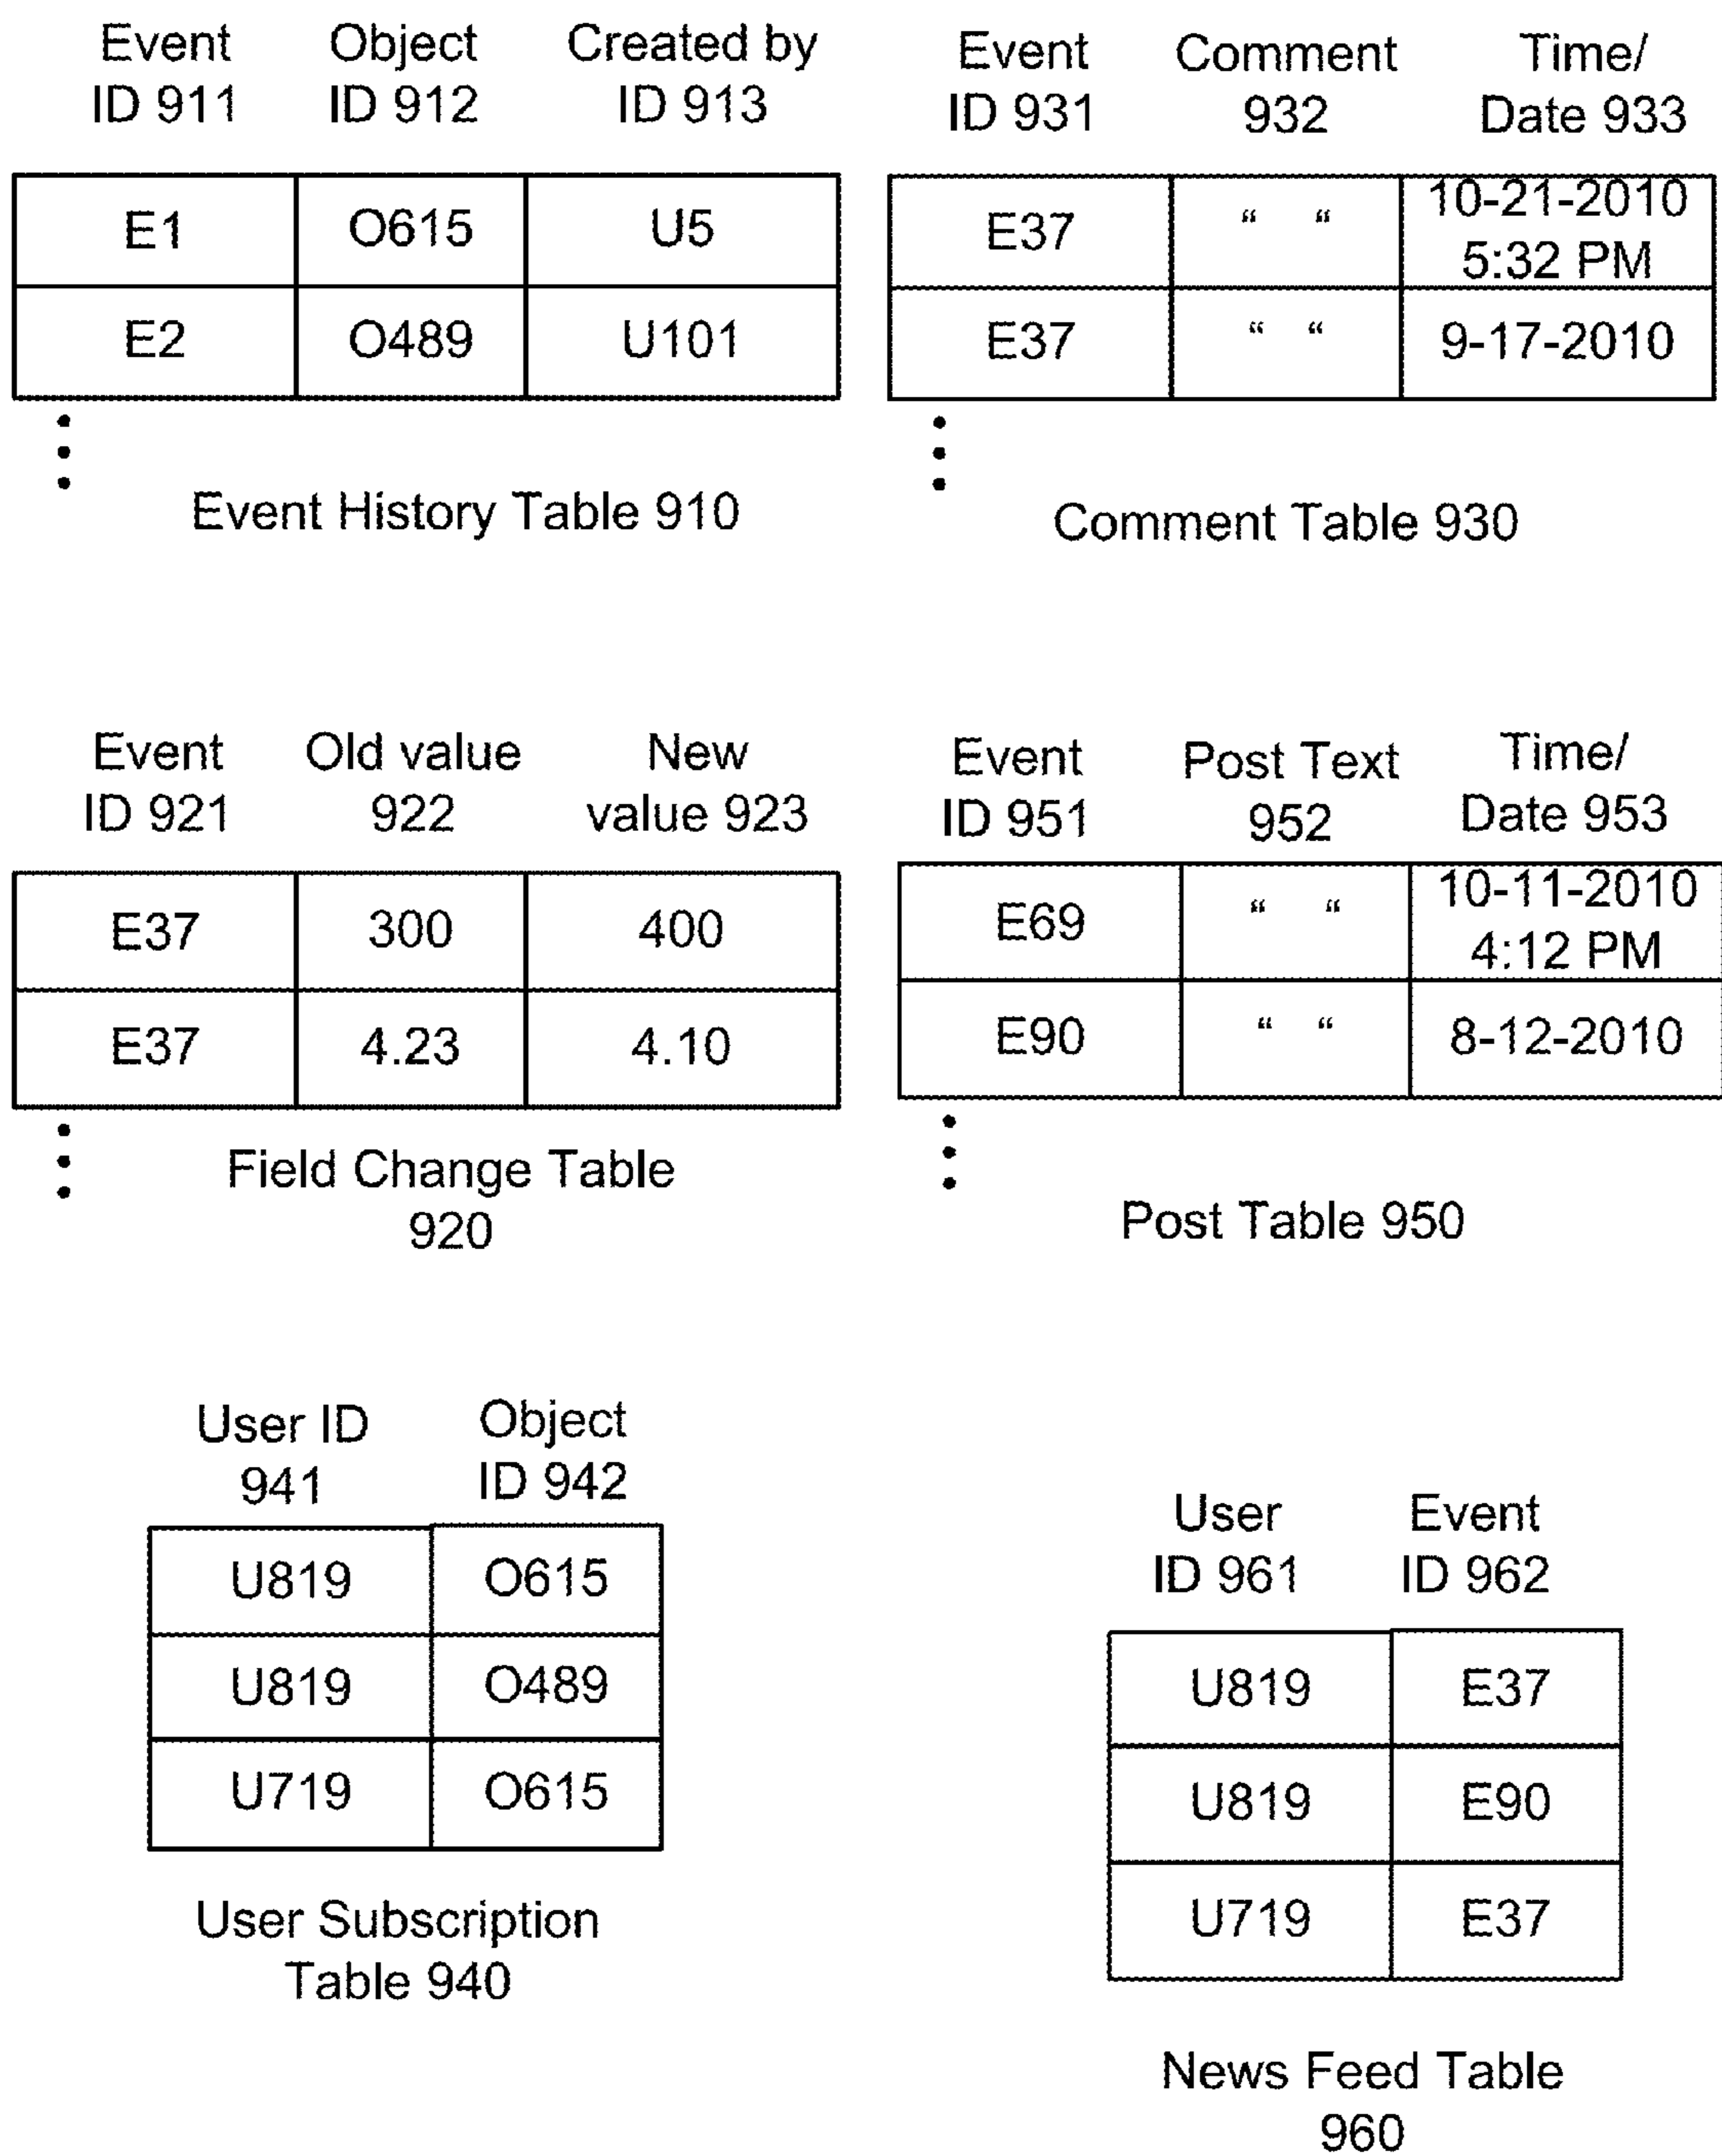 Event Object Created by
ID 911 ID 912 ID 913
E1 O615 U5
E2 O489 U101
Event History Table 910
Event Comment Time/
ID 931 932 Date 933
E37 “ “ 10-21-2010
5:32 PM
E37 “ “ 9-17-2010
Comment Table 930
Event Old value New
ID 921 922 value 923
E37 300 400
E37 4.23 4.10
Field Change Table
920
Event Post Text Time/
ID 951 952 Date 953
E69 “ “ 10-11-2010
4:12 PM
E90 “ “ 8-12-2010
Post Table 950
User ID Object
941 ID 942
U819 O615
U819 O489
U719 O615
User Subscription
Table 940
User Event
ID 961 ID 962
U819 E37
U819 E90
U719 E37
News Feed Table
960